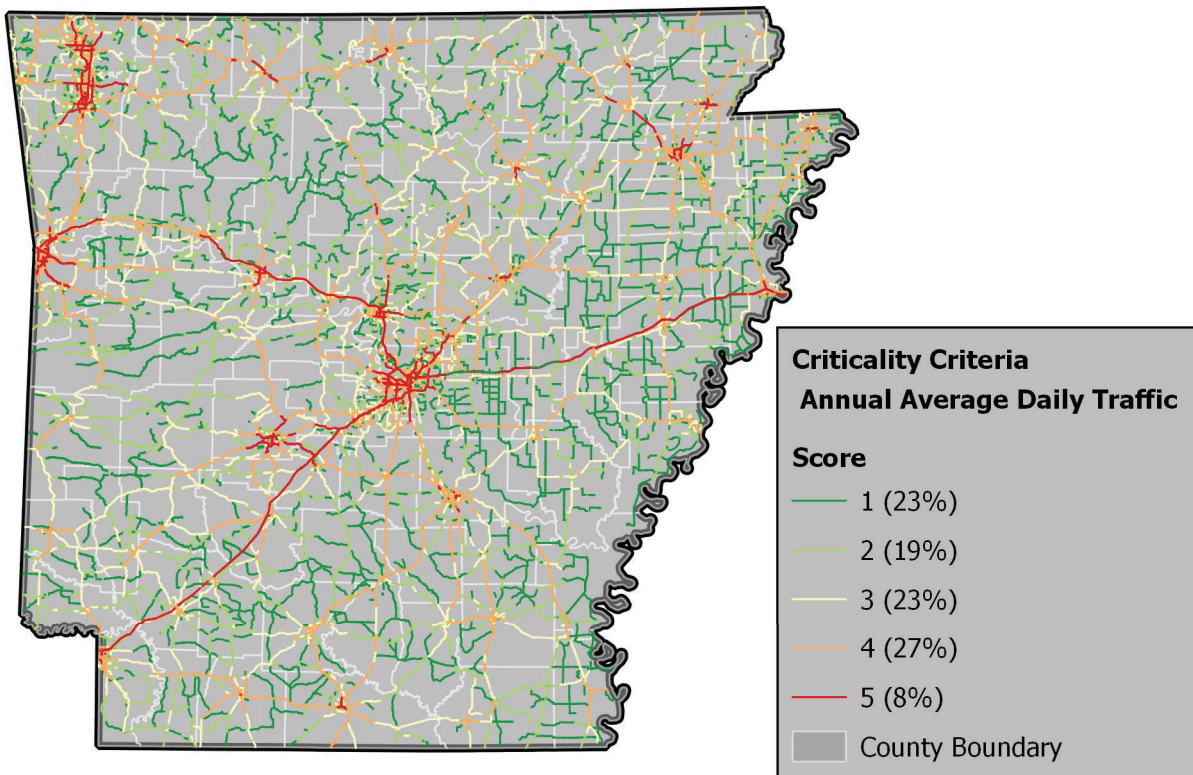 Criticality Criteria
Annual Average Daily Traffic
Score
1 (23%)
2 (19%)
3 (23%)
4 (27%)
5 (8%)
County Boundary